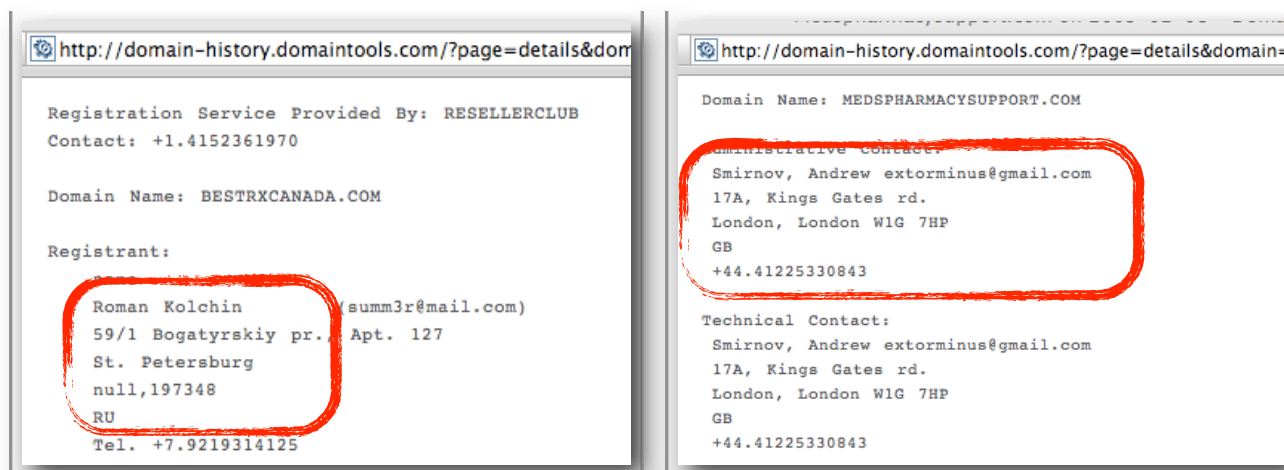 http://domain-history.domaintools.com/?page=details&dom
Registration Service Provided By: RESELLERCLUB
Contact: +1.4152361970
Domain Name: BESTRXCANADA.COM
Registrant:
Roman Kolchin (summ3r@mail.com)
59/1 Bogatyrskiy pr., Apt. 127
St. Petersburg
null,197348
RU
Tel. +7.9219314125
http://domain-history.domaintools.com/?page=details&domain=
Domain Name: MEDSPHARMACYSUPPORT.COM
Administrative Contact:
Smirnov, Andrew extorminus@gmail.com
17A, Kings Gates rd.
London, London W1G 7HP
GB
+44.41225330843
Technical Contact:
Smirnov, Andrew extorminus@gmail.com
17A, Kings Gates rd.
London, London W1G 7HP
GB
+44.41225330843